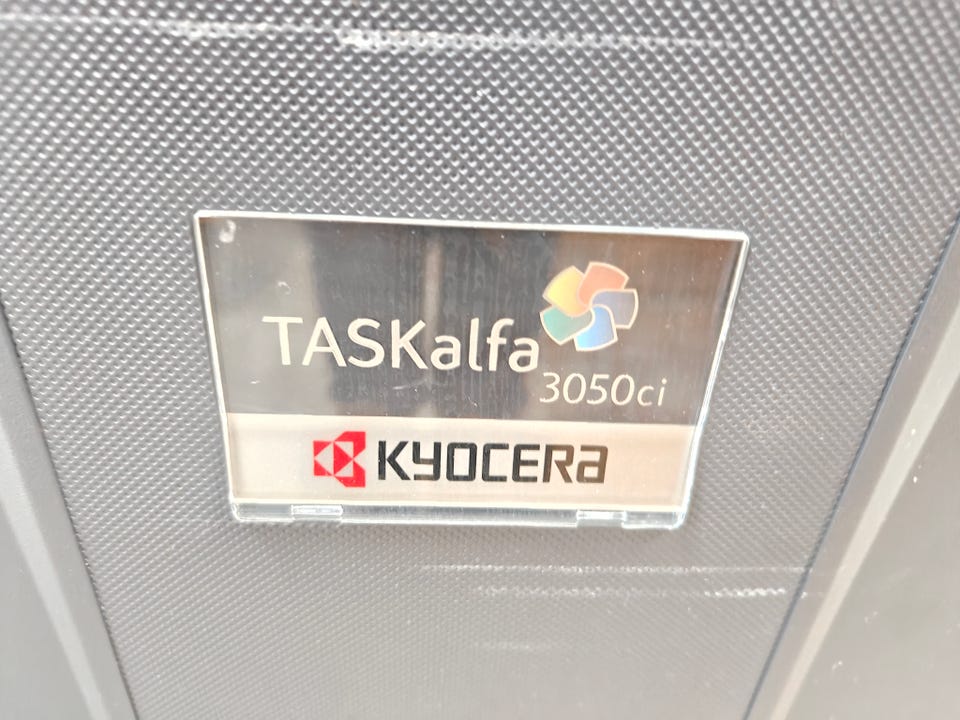 TASKalfa
3050ci
KYOCERA